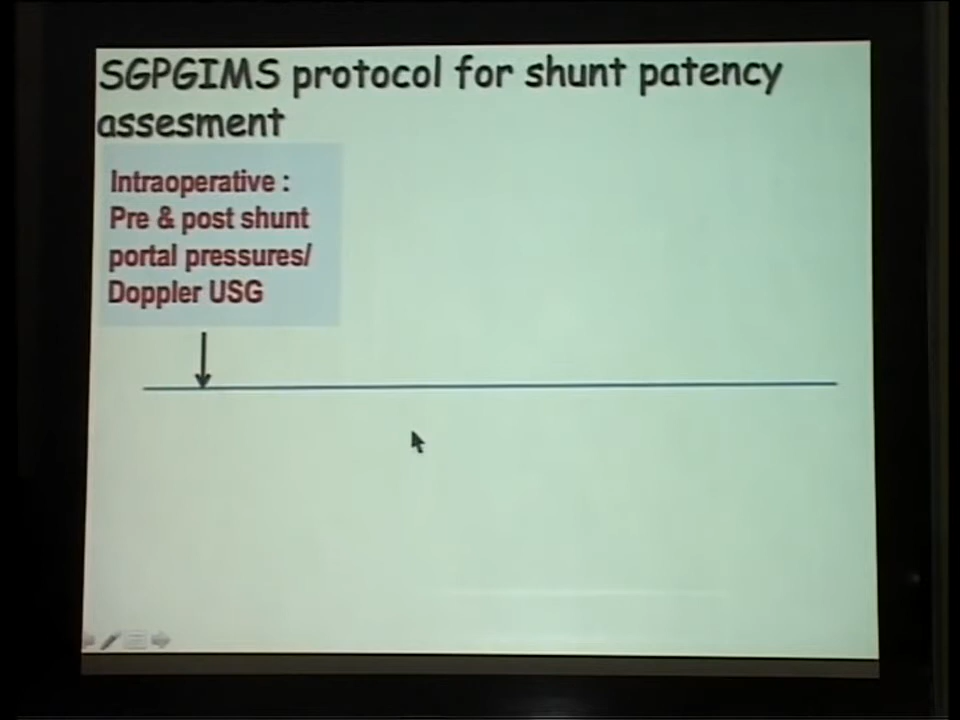 SGPGIMS protocol for shunt patency
assesment
Intraoperative :
Pre & post shunt
portal pressures/
Doppler USG